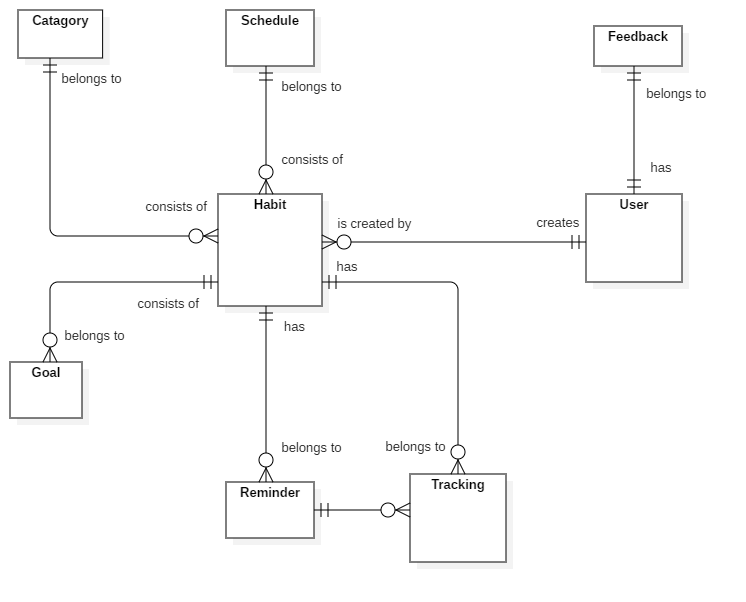 Catagory
Schedule
Feedback
belongs to
belongs to
belongs to
consists of
has
consists of
Habit
is created by
creates
User
has
consists of
has
belongs to
Goal
belongs to
belongs to
Reminder
Tracking